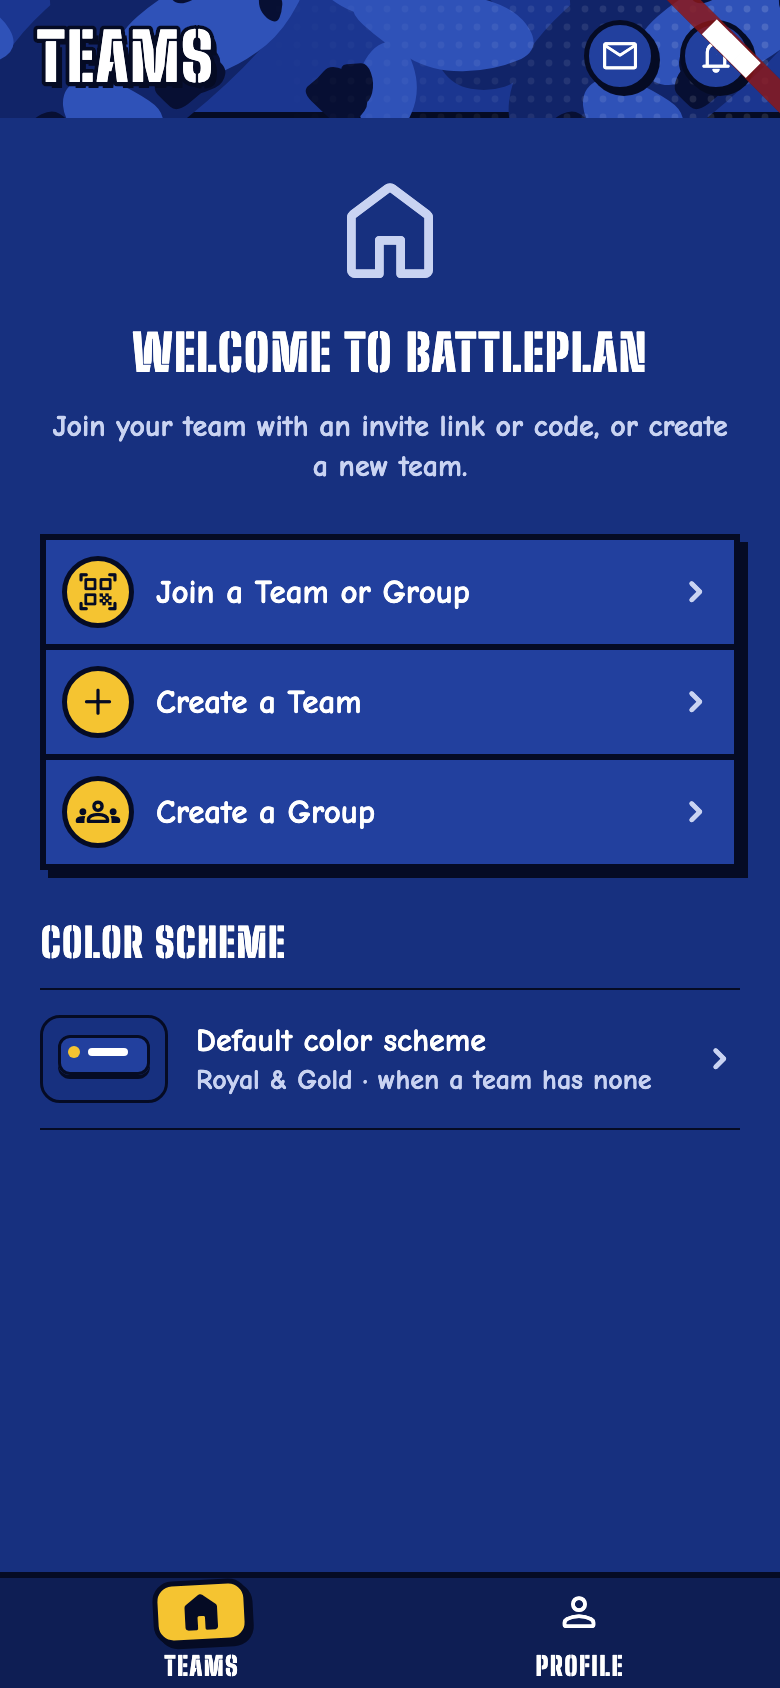 TEAMS
WELCOME TO BATTLEPLAN
Join your team with an invite link or code, or create
a new team.
Join a Team or Group
Create a Team
Create a Group
COLOR SCHEME
Default color scheme
Royal & Gold · when a team has none
TEAMS
PROFILE